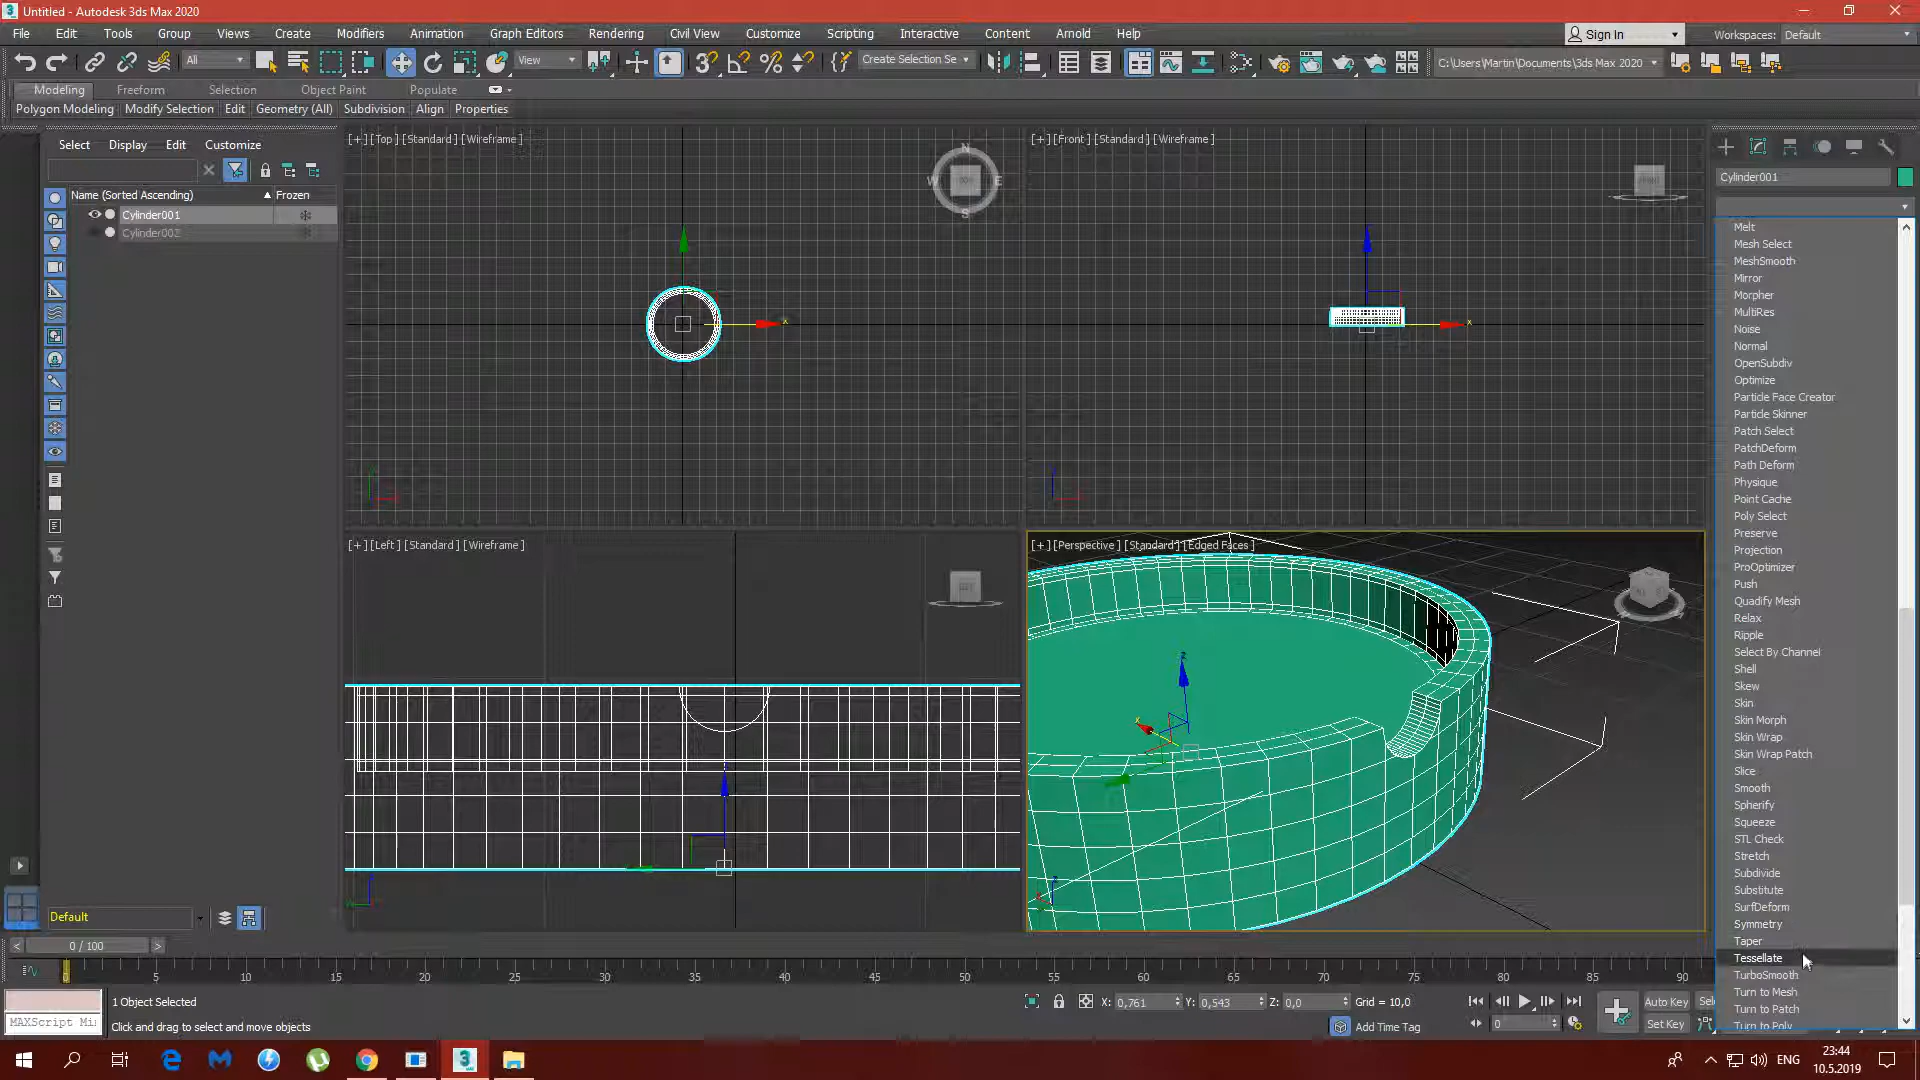 Untitled - Autodesk 3ds Max 2020
File Edit Tools Group Views Create Modifiers Animation Graph Editors Rendering Civil View Customize Scripting Interactive Content Arnold Help
Sign In
Workspaces: Default
All
View
Create Selection Se
C:\Users\Martin\Documents\3ds Max 2020
Modeling Freeform Selection Object Paint Populate
Polygon Modeling Modify Selection Edit Geometry (All) Subdivision Align Properties
Select Display Edit Customize
Name (Sorted Ascending) Frozen
Cylinder001
Cylinder002
[+] [Top] [Standard] [Wireframe]
N
W E
S
[+] [Front] [Standard] [Wireframe]
FRONT
x
x
[+] [Left] [Standard] [Wireframe]
LEFT
[+] [Perspective] [Standard] [Edged Faces]
z
x
z
Cylinder001
Melt
Mesh Select
MeshSmooth
Mirror
Morpher
MultiRes
Noise
Normal
OpenSubdiv
Optimize
Particle Face Creator
Particle Skinner
Patch Select
PatchDeform
Path Deform
Physique
Point Cache
Poly Select
Preserve
Projection
ProOptimizer
Push
Quadify Mesh
Relax
Ripple
Select By Channel
Shell
Skew
Skin
Skin Morph
Skin Wrap
Skin Wrap Patch
Slice
Smooth
Spherify
Squeeze
STL Check
Stretch
Subdivide
Substitute
SurfDeform
Symmetry
Taper
Tessellate
TurboSmooth
Turn to Mesh
Turn to Patch
Turn to Poly
Default
< 0 / 100 >
0 5 10 15 20 25 30 35 40 45 50 55 60 65 70 75 80 85 90
1 Object Selected
X: 0,761 Y: 0,543 Z: 0,0 Grid = 10,0
Auto Key Sel
MAXScript Mi
Click and drag to select and move objects
Add Time Tag
0
Set Key
3
ENG
23:44
10.5.2019